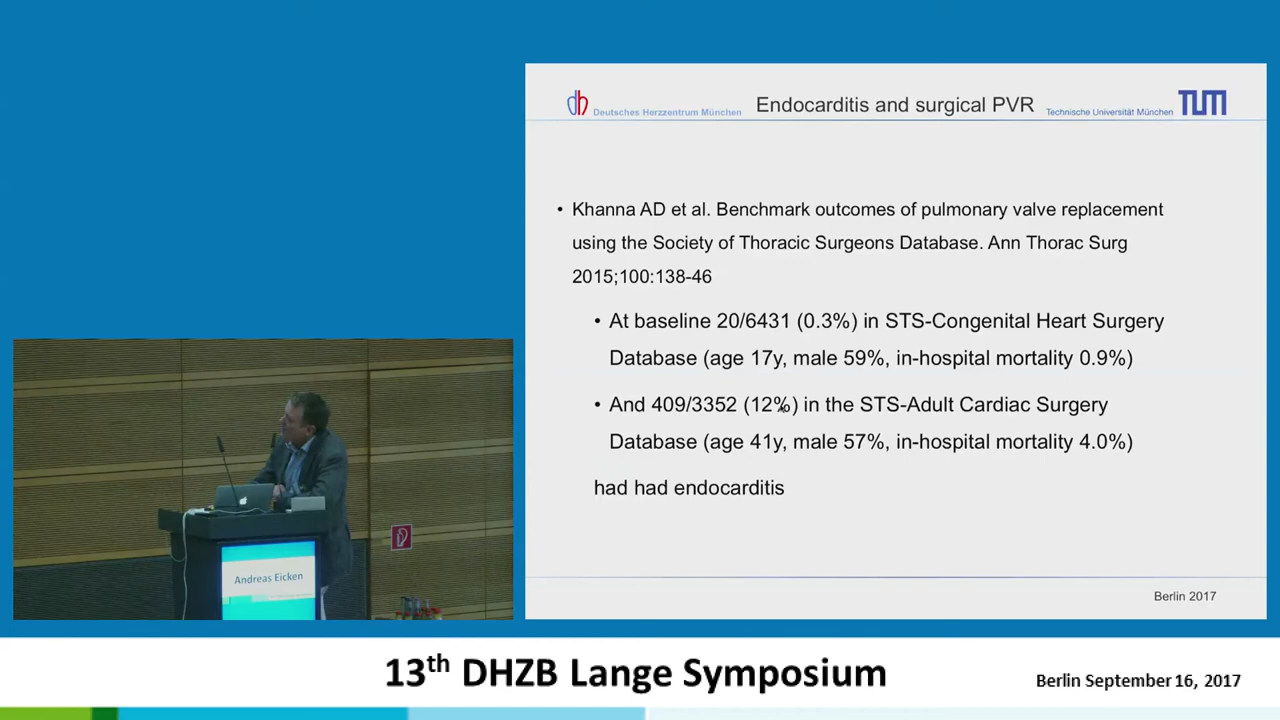 dh Deutsches Herzzentrum München
Endocarditis and surgical PVR
Technische Universität München TUM
• Khanna AD et al. Benchmark outcomes of pulmonary valve replacement
using the Society of Thoracic Surgeons Database. Ann Thorac Surg
2015;100:138-46
• At baseline 20/6431 (0.3%) in STS-Congenital Heart Surgery
Database (age 17y, male 59%, in-hospital mortality 0.9%)
• And 409/3352 (12%) in the STS-Adult Cardiac Surgery
Database (age 41y, male 57%, in-hospital mortality 4.0%)
had had endocarditis
Berlin 2017
Andreas Eicken
13th DHZB Lange Symposium
Berlin September 16, 2017